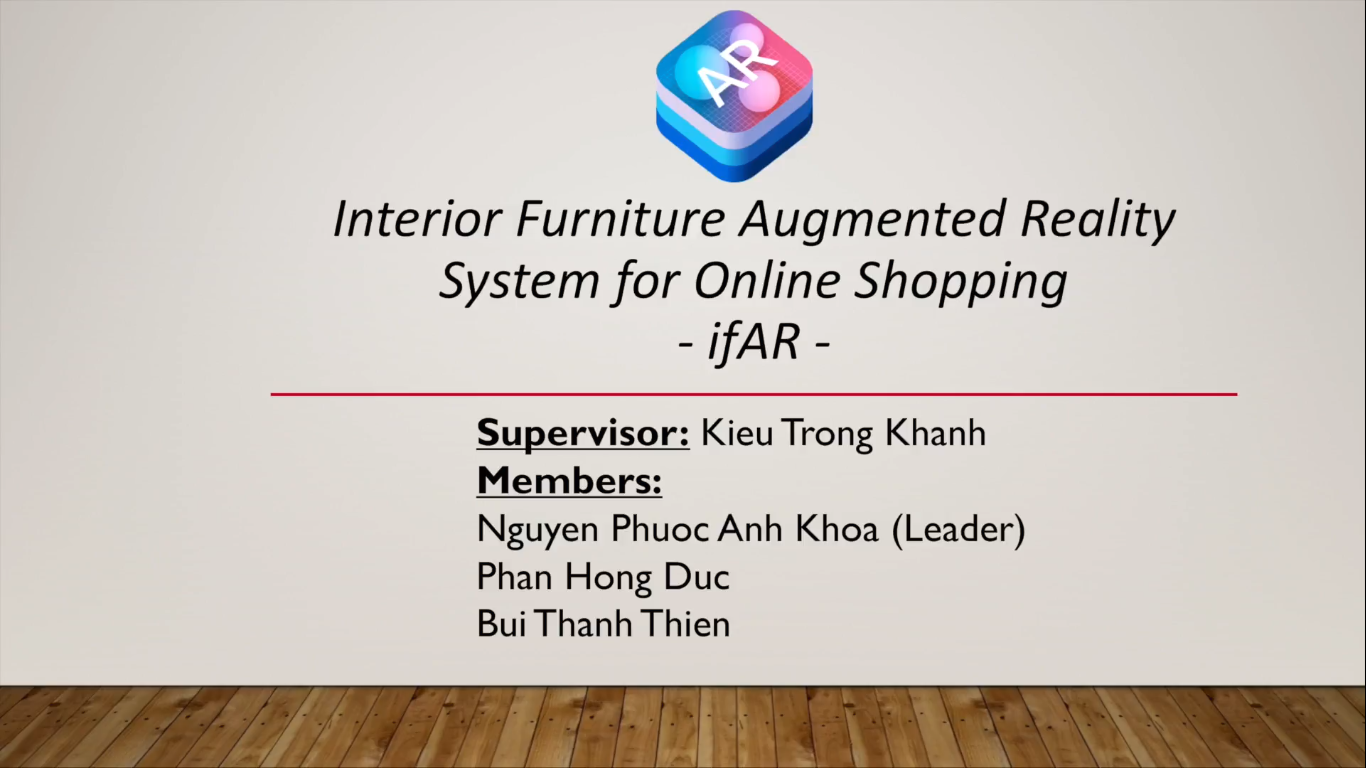 AR
Interior Furniture Augmented Reality
System for Online Shopping
- ifAR -
Supervisor: Kieu Trong Khanh
Members:
Nguyen Phuoc Anh Khoa (Leader)
Phan Hong Duc
Bui Thanh Thien